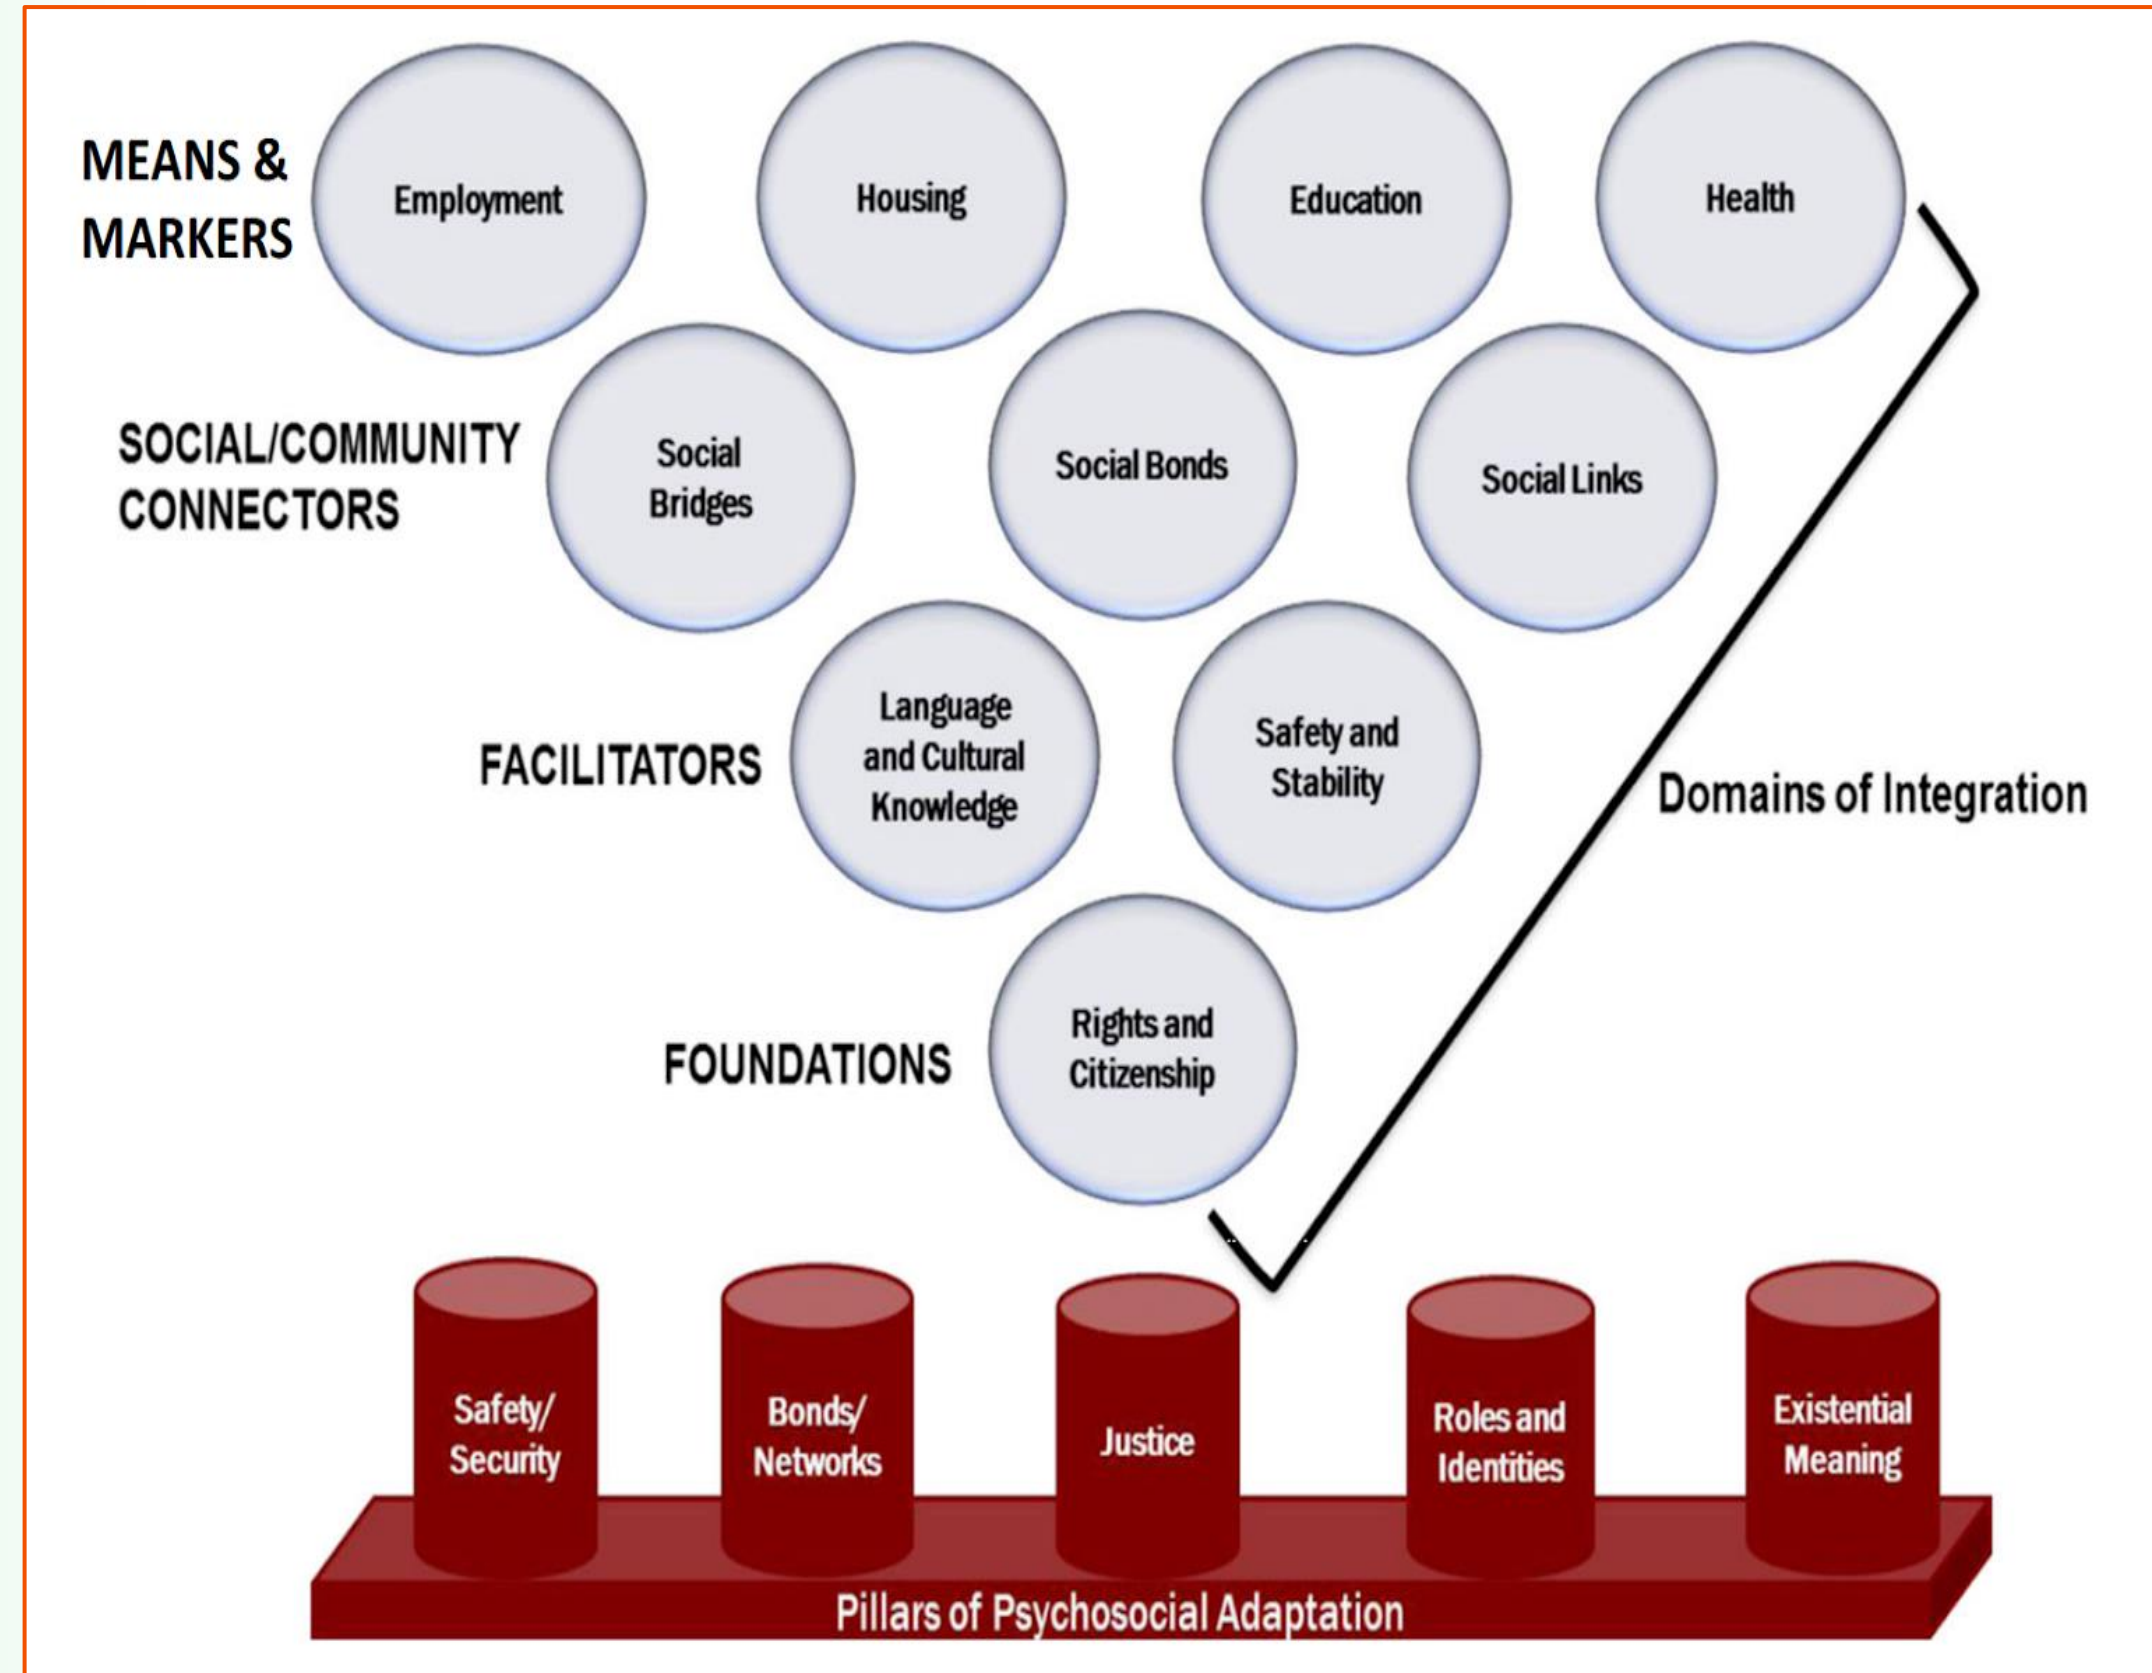 MEANS &
MARKERS
Employment
Housing
Education
Health
SOCIAL/COMMUNITY
CONNECTORS
Social
Bridges
Social Bonds
Social Links
FACILITATORS
Language
and Cultural
Knowledge
Safety and
Stability
Domains of Integration
FOUNDATIONS
Rights and
Citizenship
Safety/
Security
Bonds/
Networks
Justice
Roles and
Identities
Existential
Meaning
Pillars of Psychosocial Adaptation